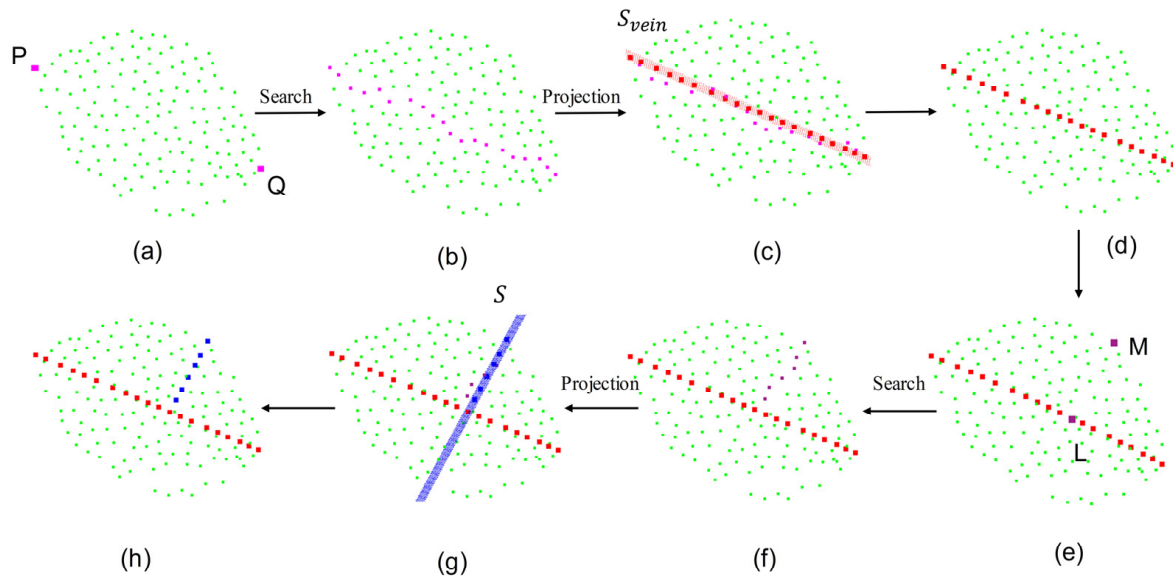 P
Q
Search
(a)
(b)
Projection
S_vein
(c)
(d)
M
L
(e)
Search
(f)
Projection
S
(g)
(h)